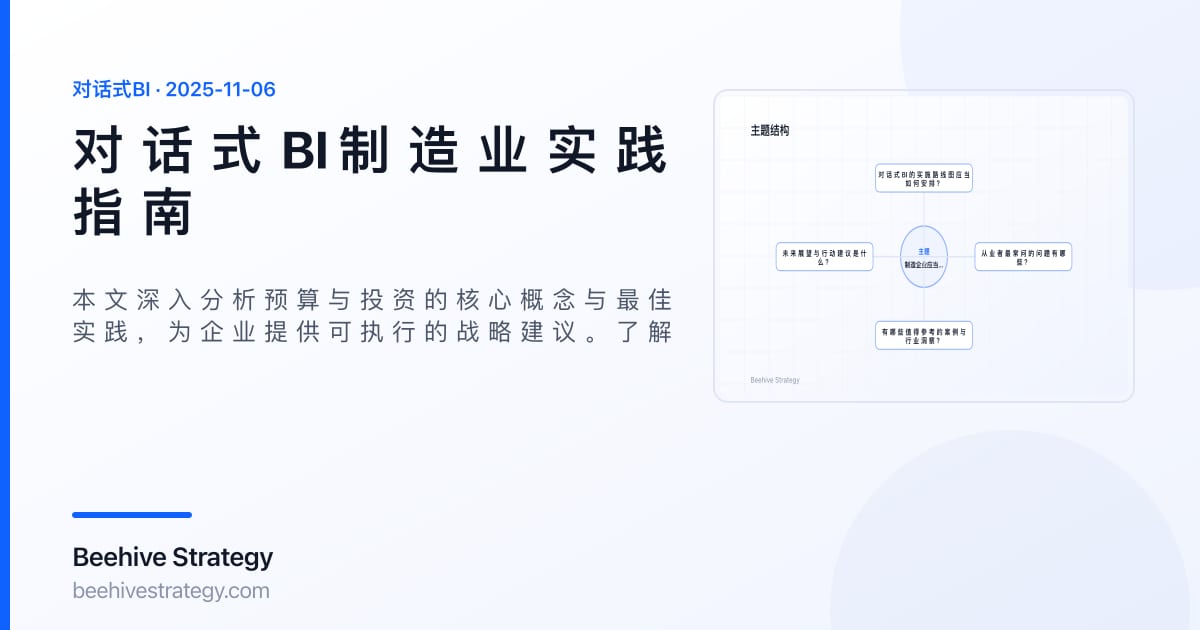 对话式BI · 2025-11-06
对话式BI制造业实践
指南
本文深入分析预算与投资的核心概念与最佳
实践，为企业提供可执行的战略建议。了解
主题结构
对话式BI的实施路线图应当
如何安排？
未来展望与行动建议是什
么？
主题
制造企业应当...
从业者最常问的问题有哪
些？
有哪些值得参考的案例与
行业洞察？
Beehive Strategy
Beehive Strategy
beehivestrategy.com